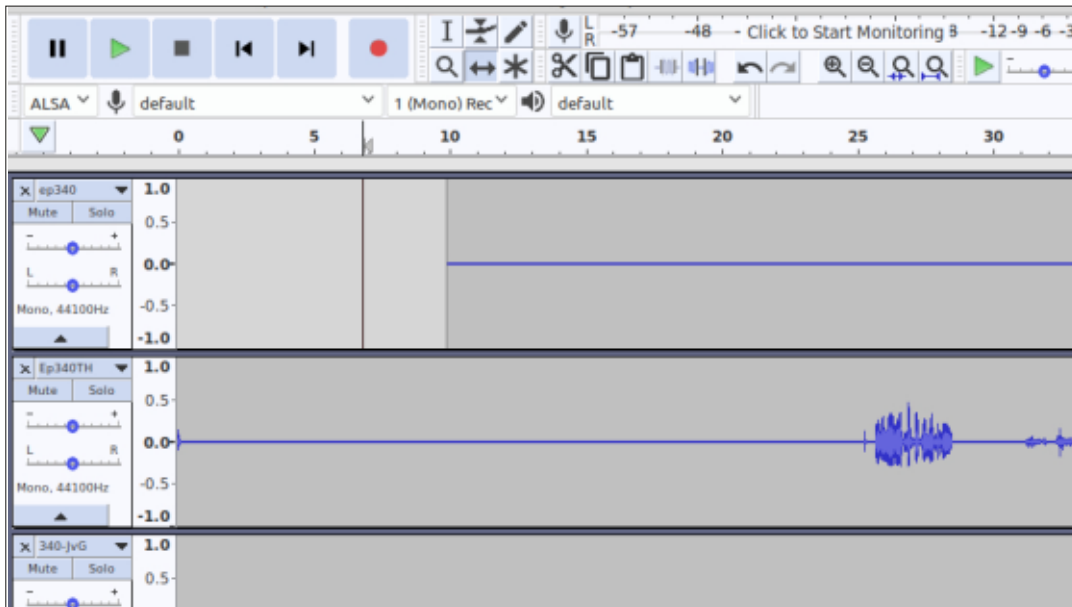 L
R -57 -48 - Click to Start Monitoring 8 -12 -9 -6 -3
ALSA default 1 (Mono) Rec default
0 5 10 15 20 25 30
x ep340 1.0
Mute Solo 0.5
- +
L R 0.0
Mono, 44100Hz -0.5
-1.0
x Ep340TH 1.0
Mute Solo 0.5
- +
L R 0.0
Mono, 44100Hz -0.5
-1.0
x 340-JvG 1.0
Mute Solo 0.5
- +